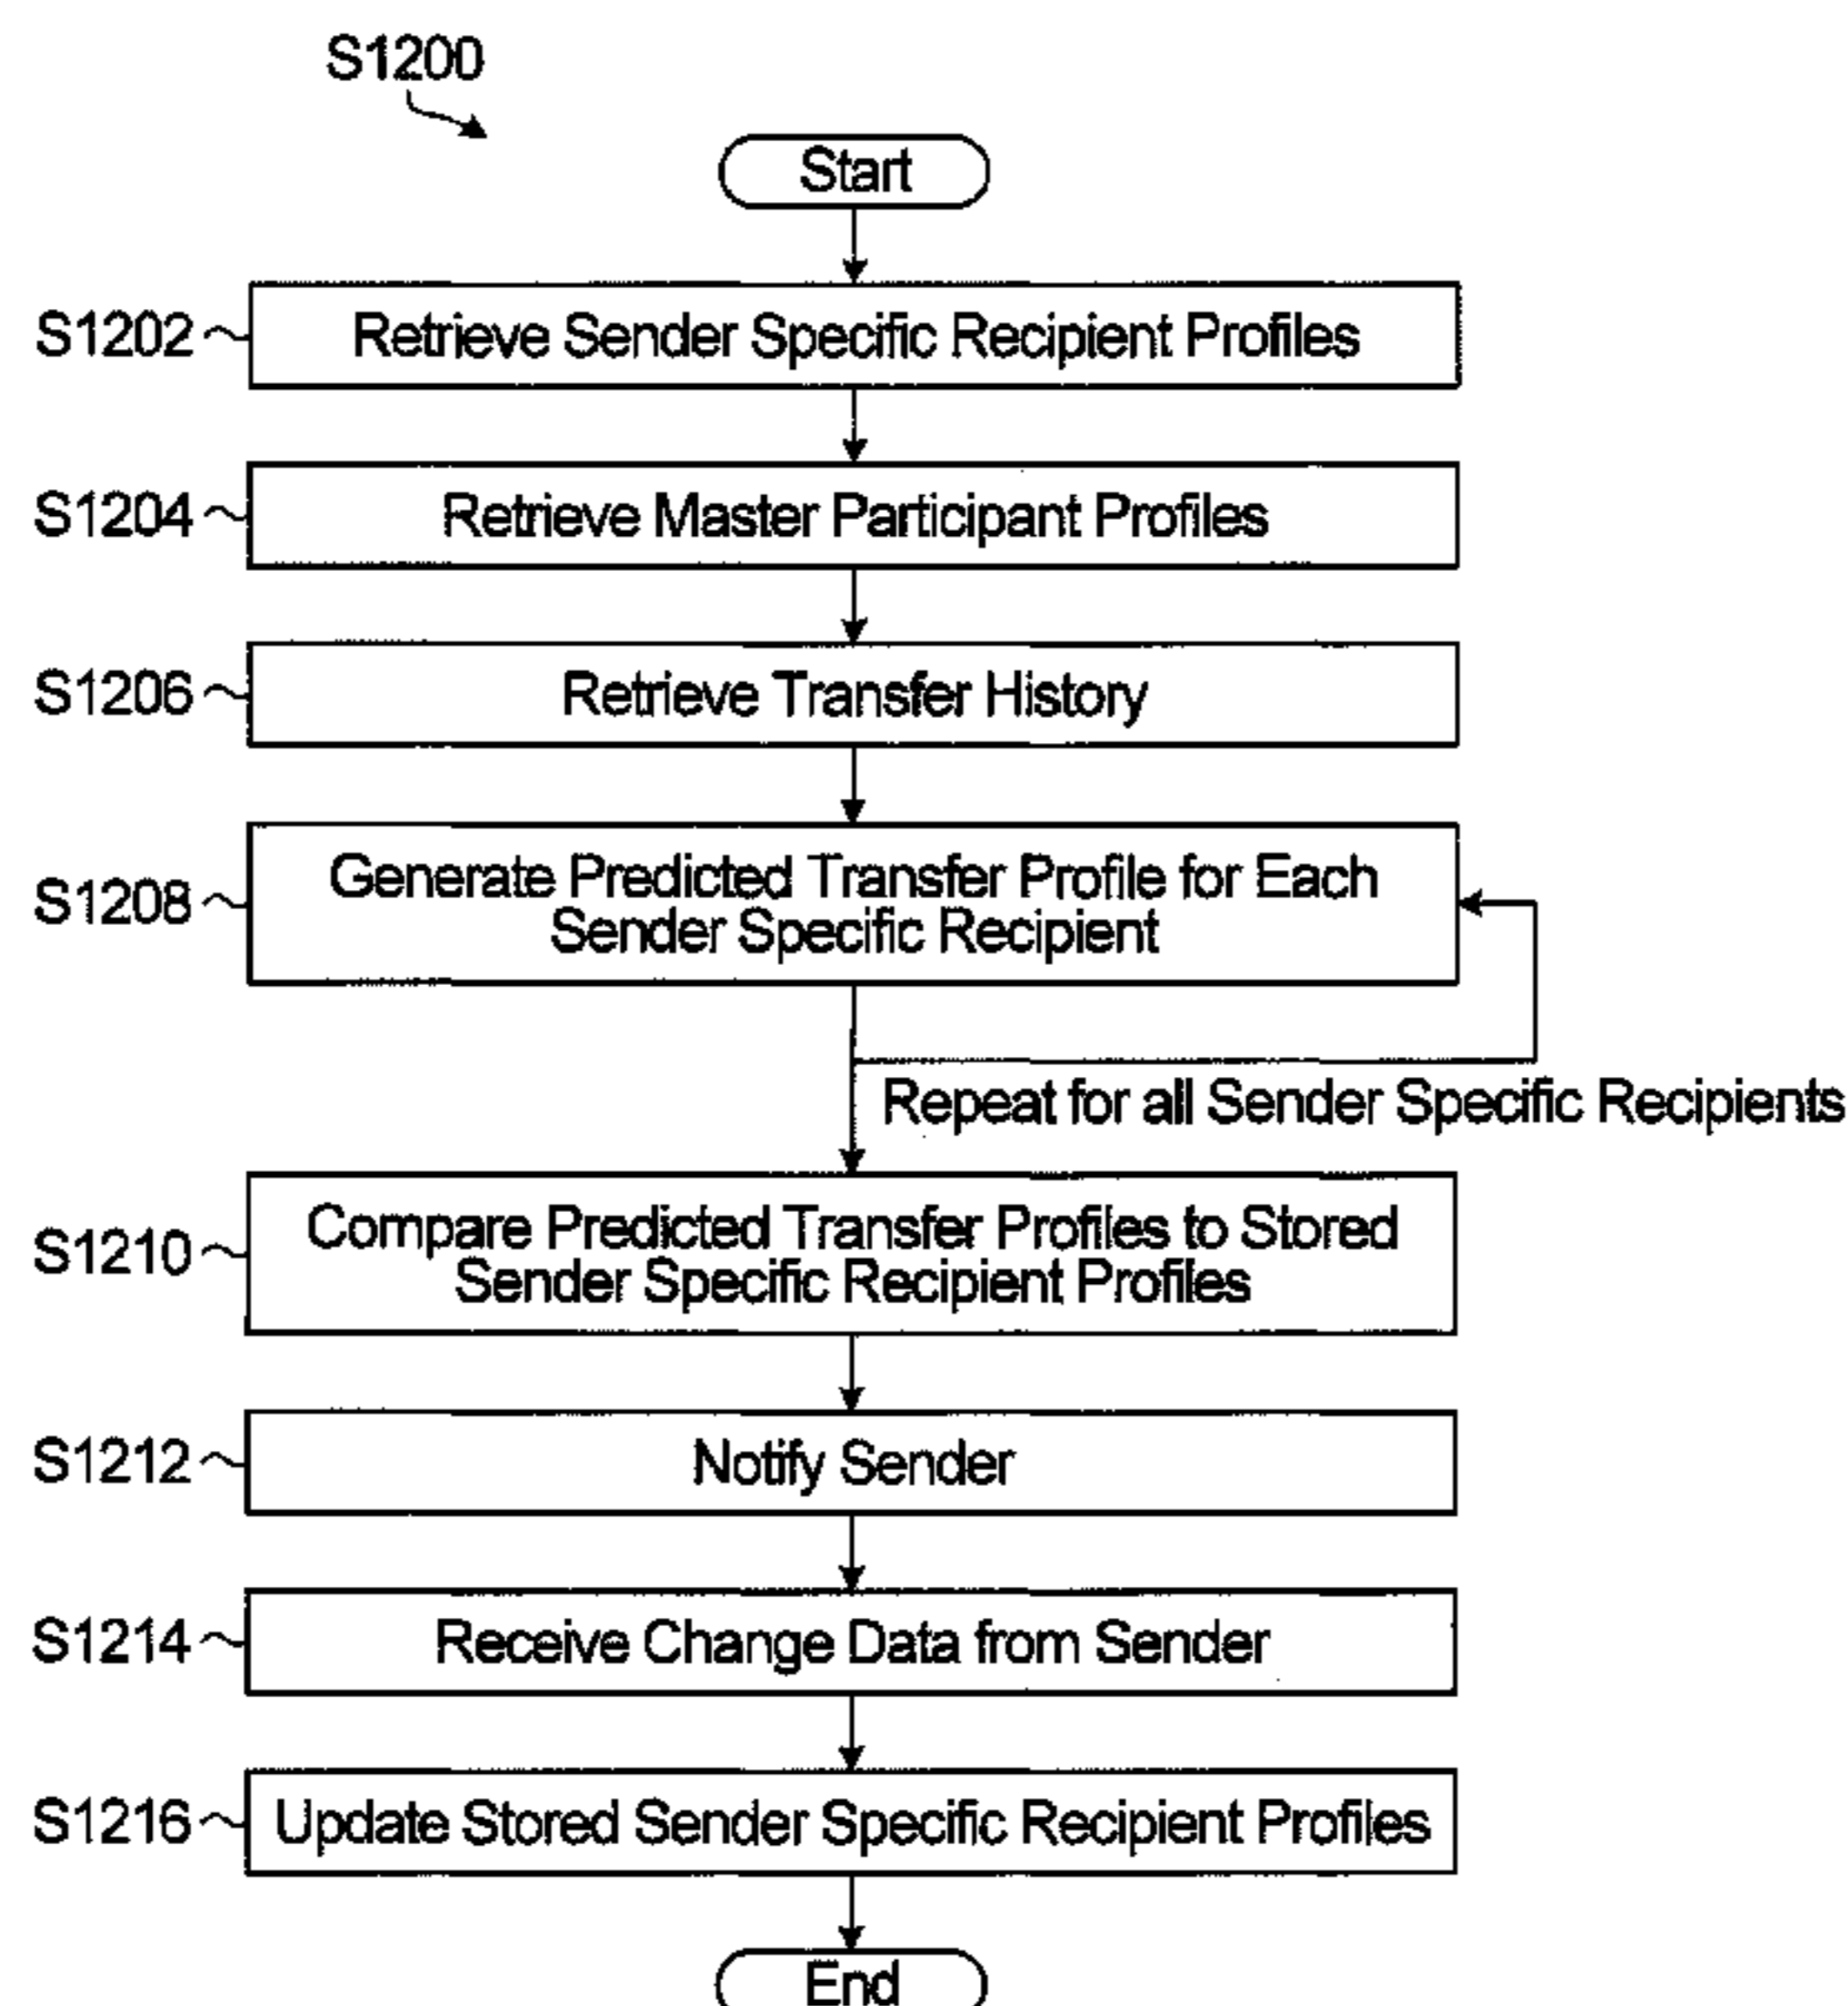 S1200
Start
S1202
Retrieve Sender Specific Recipient Profiles
S1204
Retrieve Master Participant Profiles
S1206
Retrieve Transfer History
S1208
Generate Predicted Transfer Profile for Each
Sender Specific Recipient
Repeat for all Sender Specific Recipients
S1210
Compare Predicted Transfer Profiles to Stored
Sender Specific Recipient Profiles
S1212
Notify Sender
S1214
Receive Change Data from Sender
S1216
Update Stored Sender Specific Recipient Profiles
End